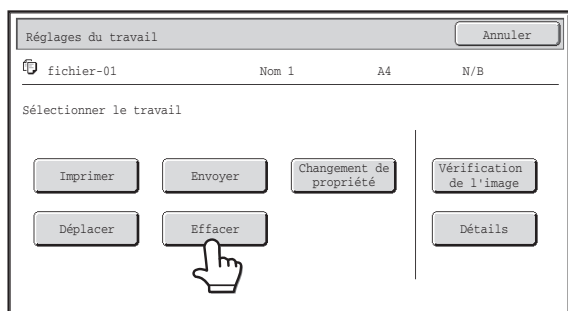 Réglages du travail Annuler
fichier-01 Nom 1 A4 N/B
Sélectionner le travail
Imprimer Envoyer Changement de propriété Vérification de l'image
Déplacer Effacer Détails